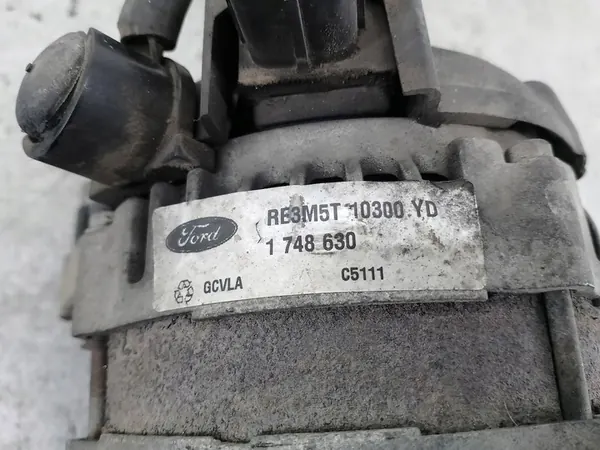 Ford
RE3M5T 10300 YD
1 748 630
GCVLA
C5111